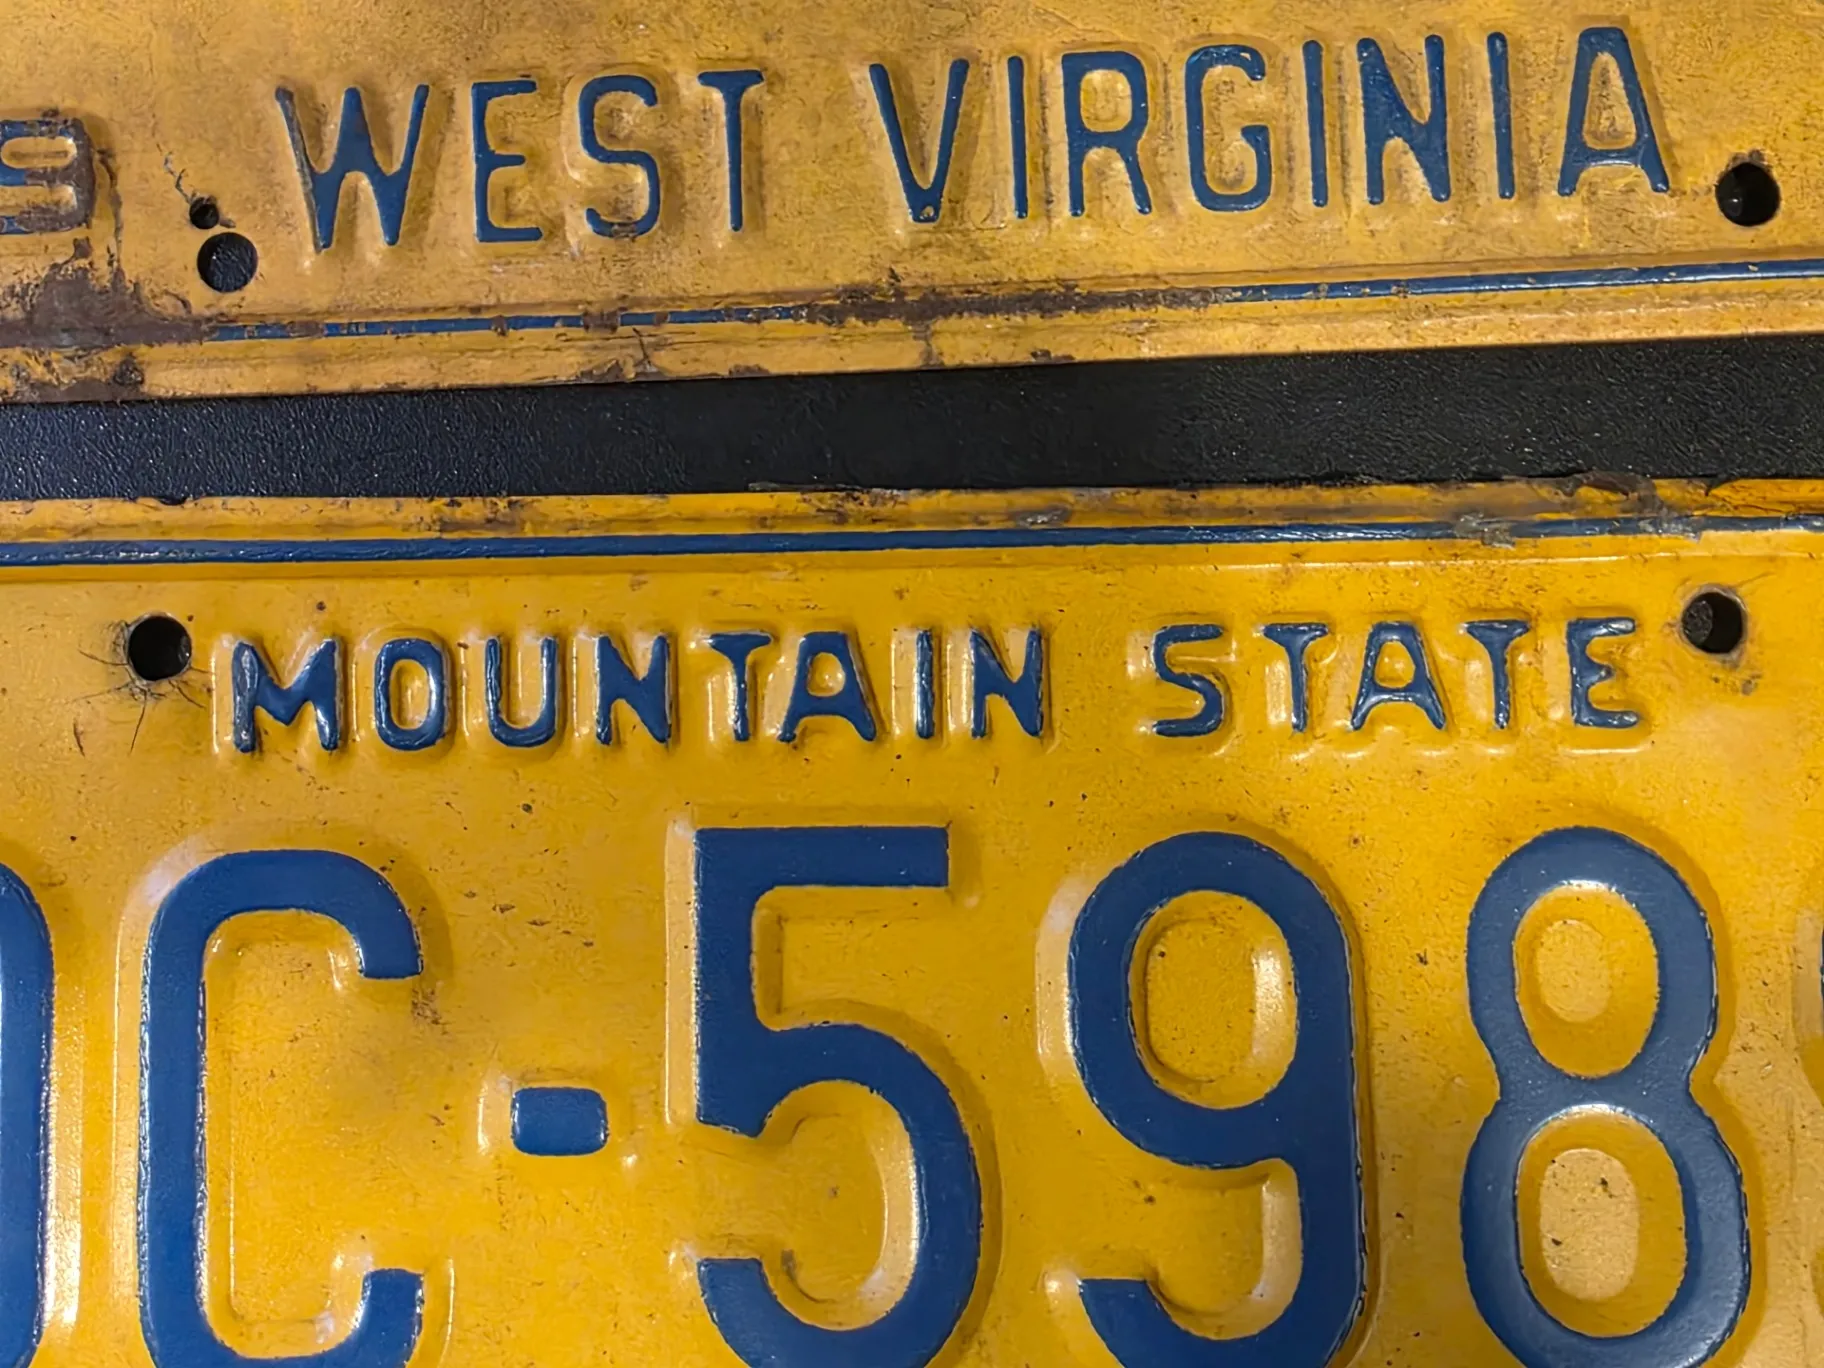 WEST VIRGINIA
MOUNTAIN STATE
C-598